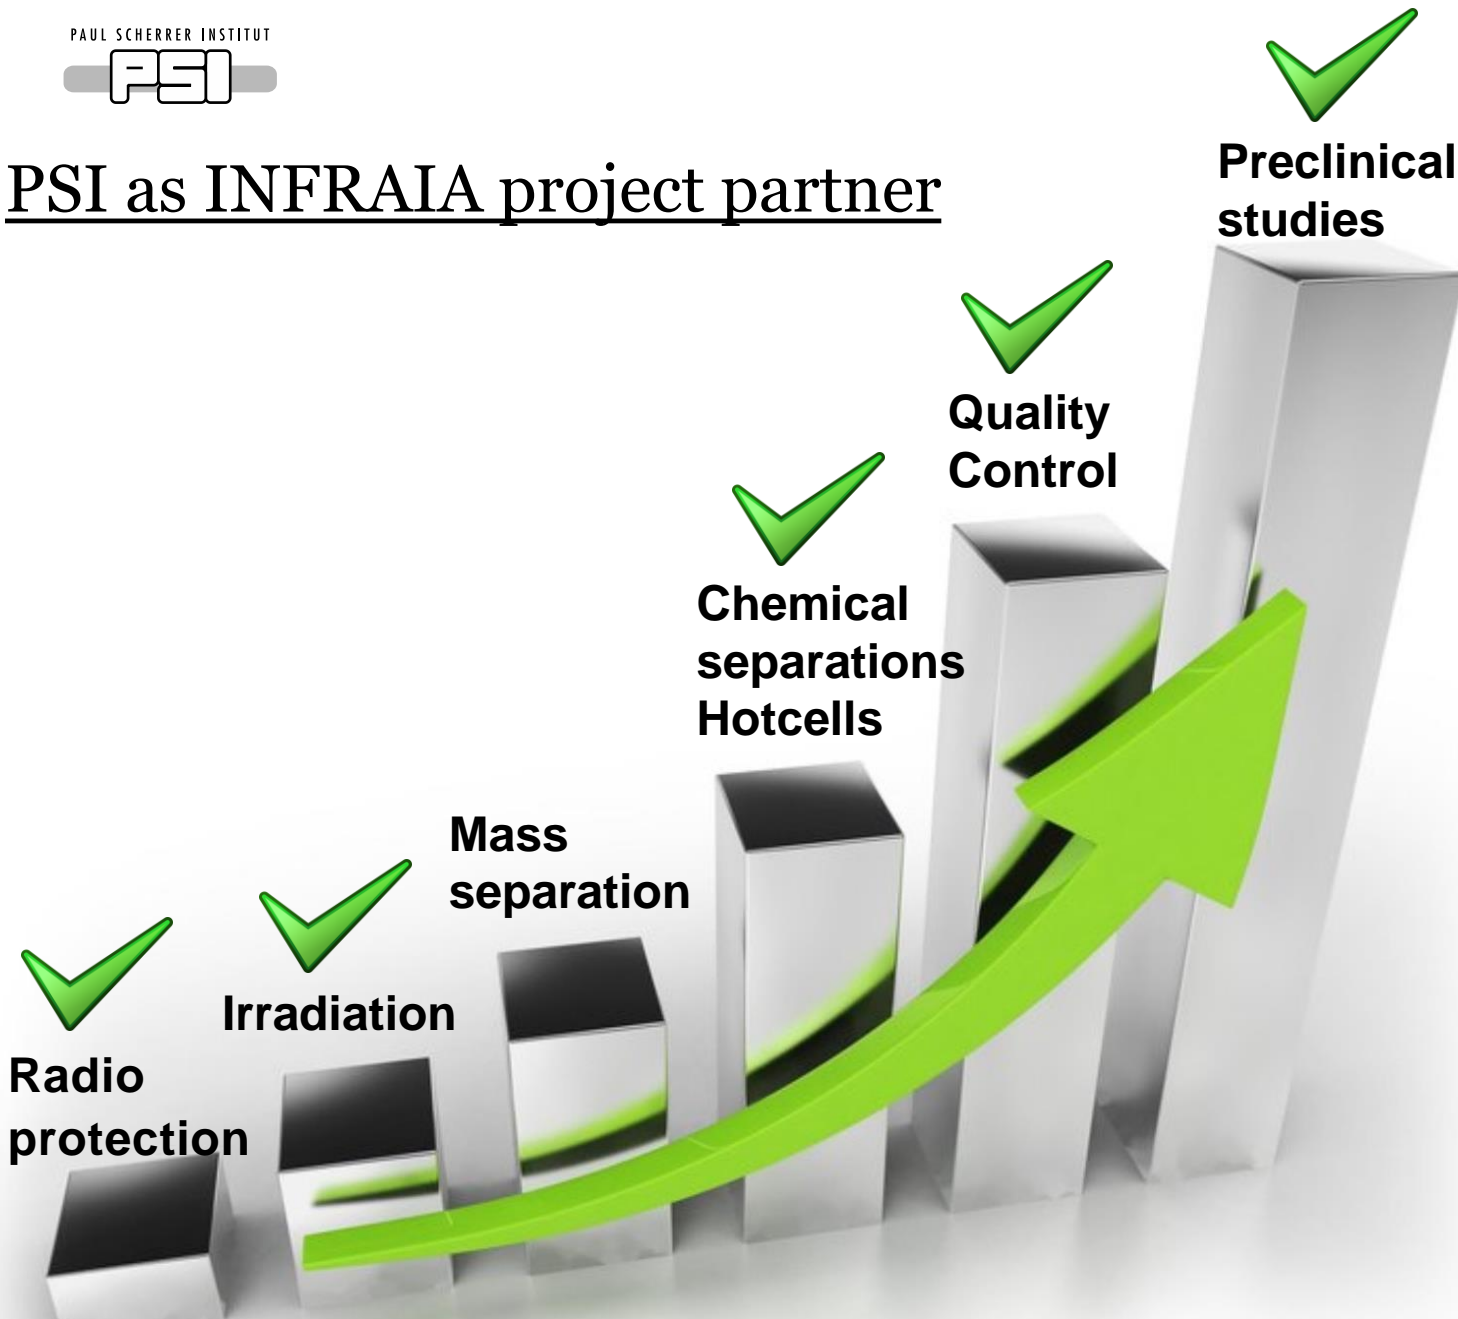 PAUL SCHERRER INSTITUT
PSI
PSI as INFRAIA project partner
Preclinical
studies
Quality
Control
Chemical
separations
Hotcells
Mass
separation
Irradiation
Radio
protection